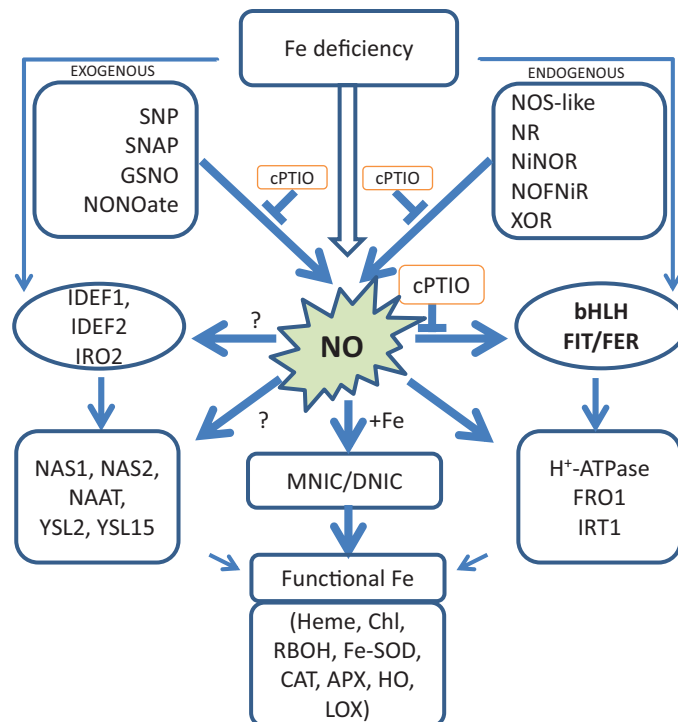 Fe deficiency
EXOGENOUS
ENDOGENOUS
SNP
SNAP
GSNO
NONOate
cPTIO
cPTIO
NOS-like
NR
NiNOR
NOFNiR
XOR
IDEF1,
IDEF2
IRO2
?
NO
cPTIO
bHLH
FIT/FER
?
+Fe
NAS1, NAS2,
NAAT,
YSL2, YSL15
MNIC/DNIC
H⁺-ATPase
FRO1
IRT1
Functional Fe
(Heme, Chl,
RBOH, Fe-SOD,
CAT, APX, HO,
LOX)